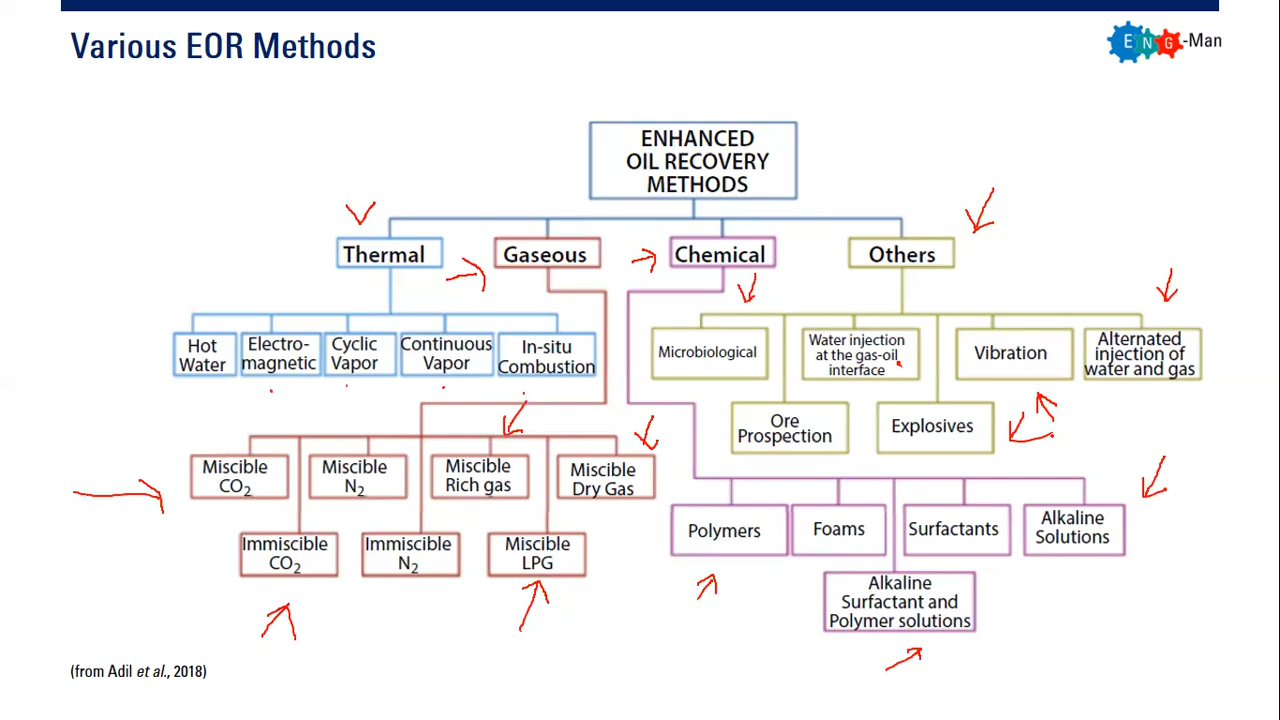 Various EOR Methods
ENG-Man
ENHANCED
OIL RECOVERY
METHODS
Thermal
Gaseous
Chemical
Others
Hot
Water
Electro-
magnetic
Cyclic
Vapor
Continuous
Vapor
In-situ
Combustion
Microbiological
Water injection
at the gas-oil
interface
Vibration
Alternated
injection of
water and gas
Ore
Prospection
Explosives
Miscible
CO2
Miscible
N2
Miscible
Rich gas
Miscible
Dry Gas
Immiscible
CO2
Immiscible
N2
Miscible
LPG
Polymers
Foams
Surfactants
Alkaline
Solutions
Alkaline
Surfactant and
Polymer solutions
(from Adil et al., 2018)